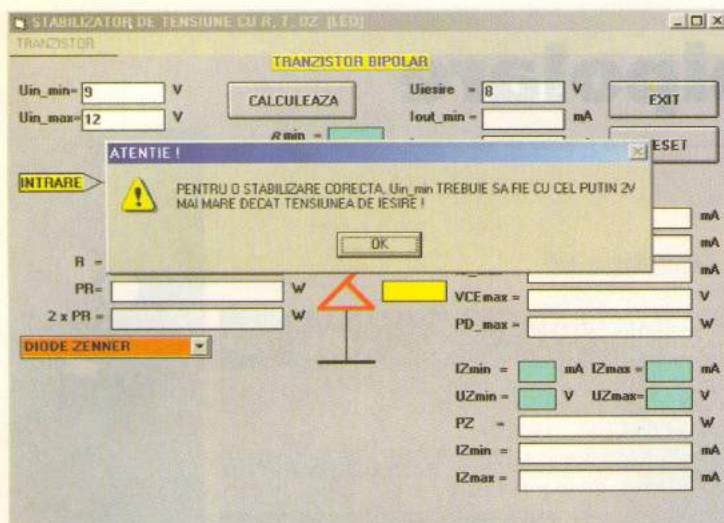 STABILIZATOR DE TENSIUNE CU R, T, DZ (LED)
TRANZISTOR
TRANZISTOR BIPOLAR
Uin_min= 9 V
CALCULEAZA
Uiesire = 8 V
EXIT
Uin_max= 12 V
Iout_min = mA
Rmin =
ESET
ATENTIE !
INTRARE
PENTRU O STABILIZARE CORECTA, Uin_min TREBUIE SA FIE CU CEL PUTIN 2V
MAI MARE DECAT TENSIUNEA DE IESIRE !
OK
mA
mA
R =
mA
PR= W
VCEmax = V
2 x PR = W
PD_max = W
DIODE ZENNER
IZmin = mA IZmax = mA
UZmin = V UZmax= V
PZ = W
IZmin = mA
IZmax = mA